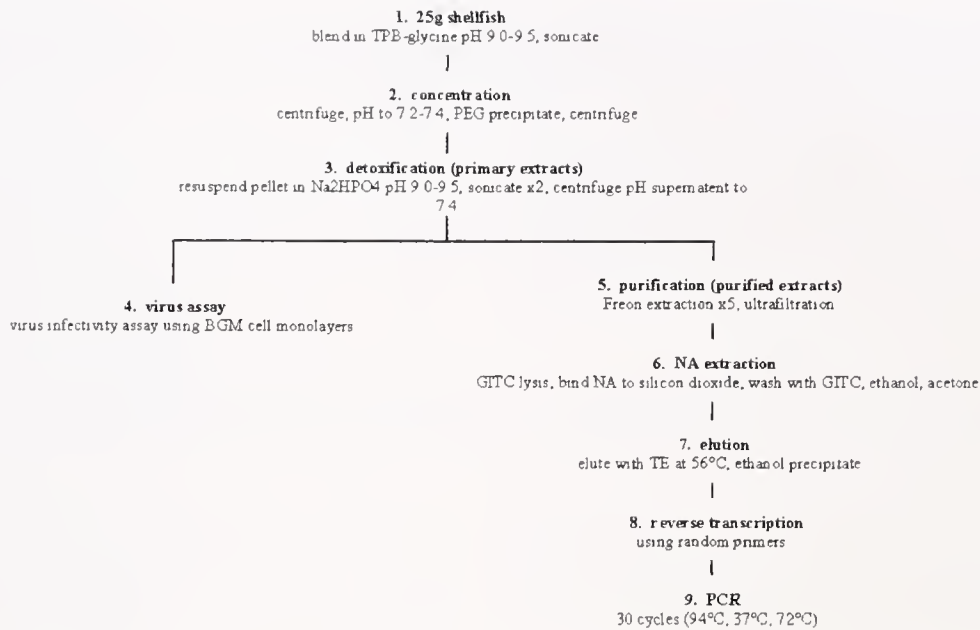 1. 25g shellfish
blend in TPB-glycine pH 9 0-9 5, sonicate
2. concentration
centrifuge, pH to 7 2-7 4, PEG precipitate, centrifuge
3. detoxification (primary extracts)
resuspend pellet in Na2HPO4 pH 9 0-9 5, sonicate x2, centrifuge pH supernatent to
7 4
4. virus assay
virus infectivity assay using BGM cell monolayers
5. purification (purified extracts)
Freon extraction x5, ultrafiltration
6. NA extraction
GITC lysis, bind NA to silicon dioxide, wash with GITC, ethanol, acetone
7. elution
elute with TE at 56°C, ethanol precipitate
8. reverse transcription
using random primers
9. PCR
30 cycles (94°C, 37°C, 72°C)